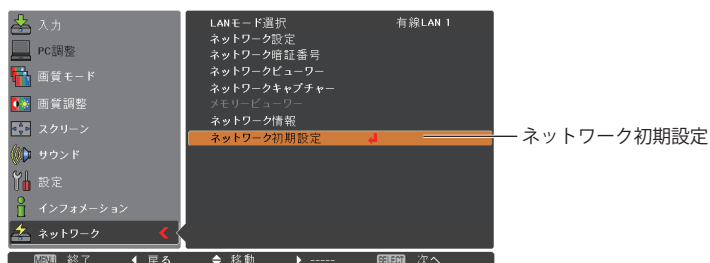 入力
PC調整
画質モード
画質調整
スクリーン
サウンド
設定
インフォメーション
ネットワーク
LANモード選択 有線LAN 1
ネットワーク設定
ネットワーク暗証番号
ネットワークビューワー
ネットワークキャプチャー
メモリービューワー
ネットワーク情報
ネットワーク初期設定
ネットワーク初期設定
MENU 終了 戻る 移動 ----- SELECT 次へ